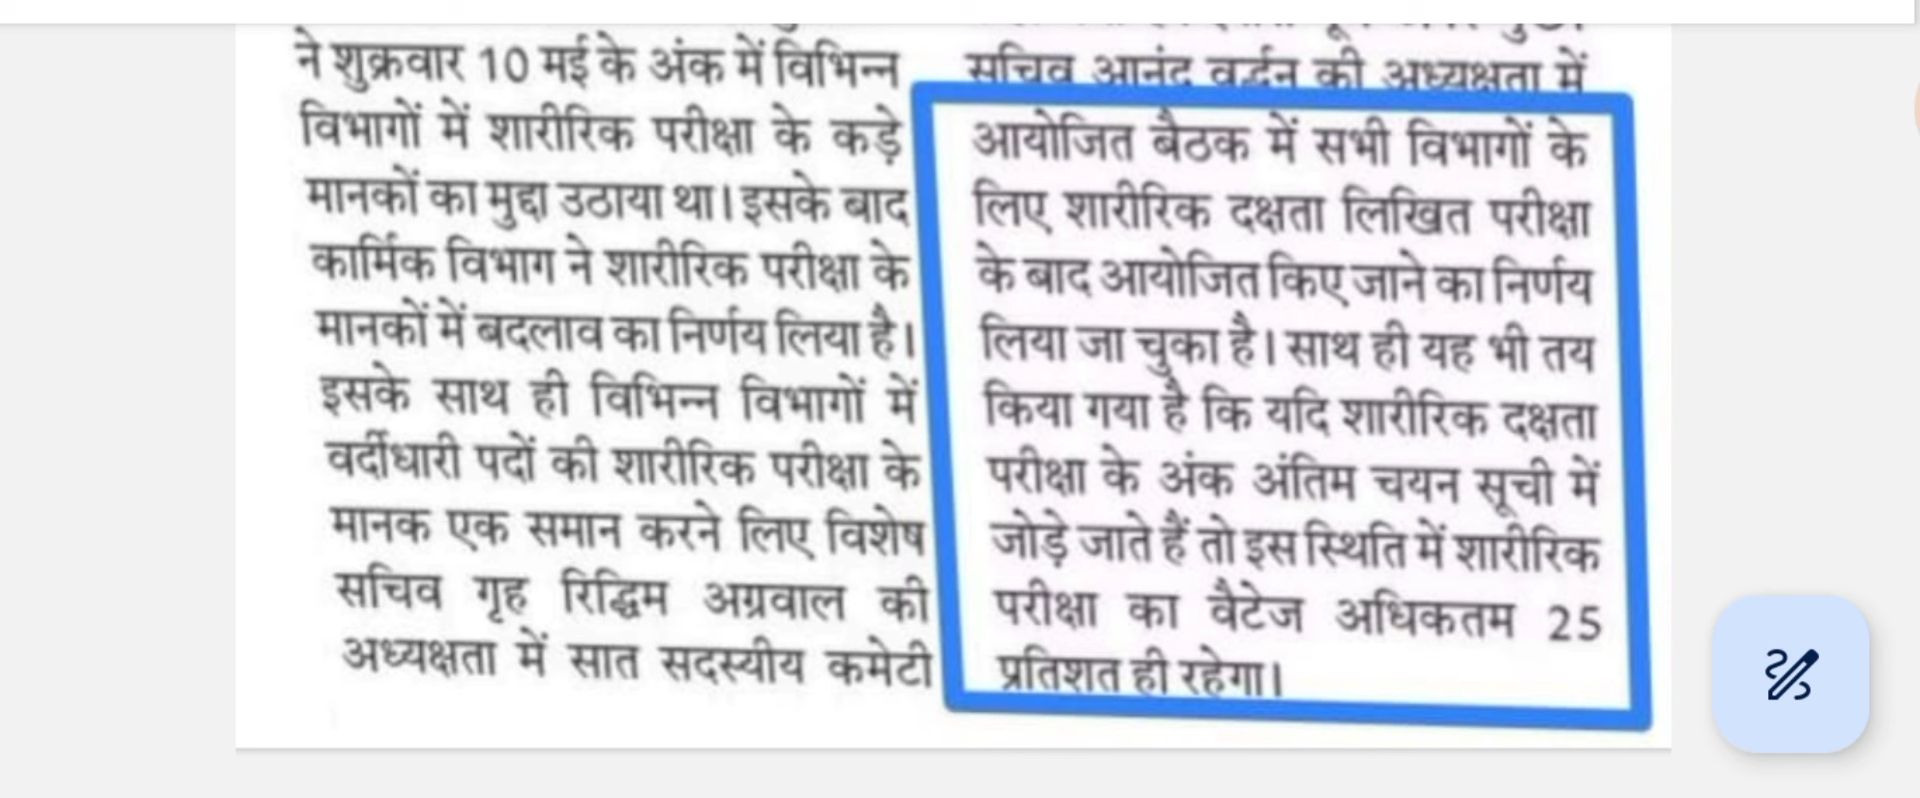 ने शुक्रवार 10 मई के अंक में विभिन्न
विभागों में शारीरिक परीक्षा के कड़े
मानकों का मुद्दा उठाया था। इसके बाद
कार्मिक विभाग ने शारीरिक परीक्षा के
मानकों में बदलाव का निर्णय लिया है।
इसके साथ ही विभिन्न विभागों में
वर्दीधारी पदों की शारीरिक परीक्षा के
मानक एक समान करने लिए विशेष
सचिव गृह रिद्धिम अग्रवाल की
अध्यक्षता में सात सदस्यीय कमेटी
सचिव आनंद वर्द्धन की अध्यक्षता में
आयोजित बैठक में सभी विभागों के
लिए शारीरिक दक्षता लिखित परीक्षा
के बाद आयोजित किए जाने का निर्णय
लिया जा चुका है। साथ ही यह भी तय
किया गया है कि यदि शारीरिक दक्षता
परीक्षा के अंक अंतिम चयन सूची में
जोड़े जाते हैं तो इस स्थिति में शारीरिक
परीक्षा का वैटेज अधिकतम 25
प्रतिशत ही रहेगा।